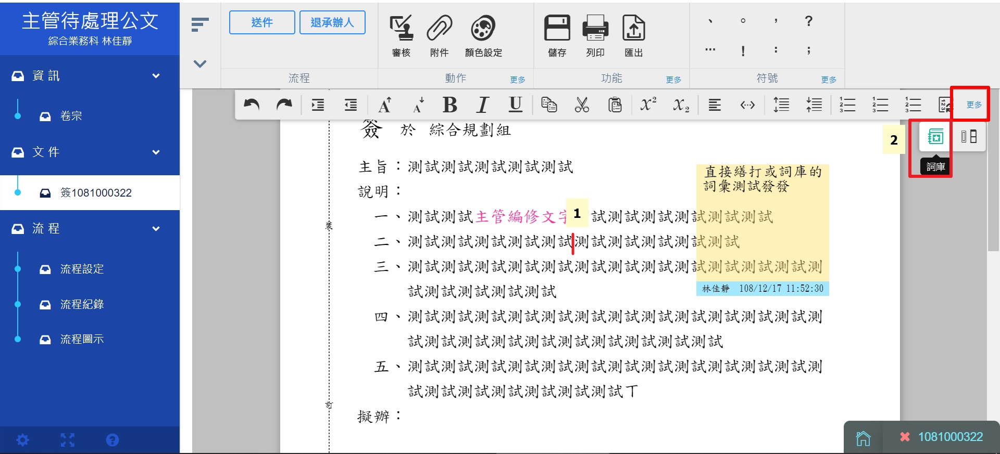 主管待處理公文
綜合業務科 林佳靜
資訊
卷宗
文件
簽1081000322
流程
流程設定
流程紀錄
流程圖示
送件
退承辦人
流程
審核
附件
顏色設定
動作
更多
儲存
列印
匯出
功能
更多
、 。 , ?
… ! : ;
符號
更多
更多
詞庫
2
簽 於 綜合規劃組
主旨：測試測試測試測試測試
說明：
一、測試測試主管編修文字
1
試測試測試測試測試測試
二、測試測試測試測試測試測試測試測試測試測試
三、測試測試測試測試測試測試測試測試測試測試測試測試測
試測試測試測試測試
四、測試測試測試測試測試測試測試測試測試測試測試測試測
試測試測試測試測試測試測試測試測試測試
五、測試測試測試測試測試測試測試測試測試測試測試測試測
試測試測試測試測試測試測試ㄒ
擬辦：
裝
訂
直接繕打或詞庫的
詞彙測試發發
林佳靜 108/12/17 11:52:30
1081000322